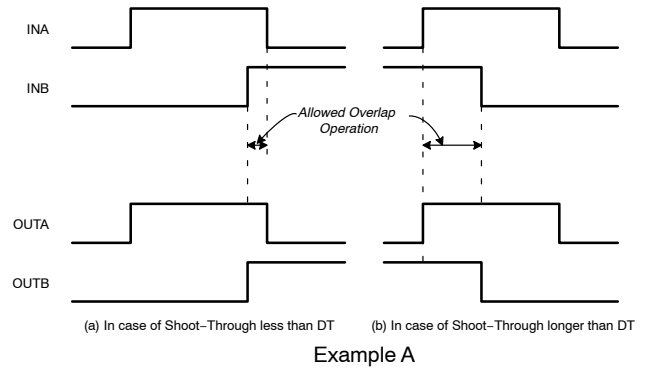 INA
INB
Allowed Overlap
Operation
OUTA
OUTB
(a) In case of Shoot−Through less than DT
(b) In case of Shoot−Through longer than DT
Example A